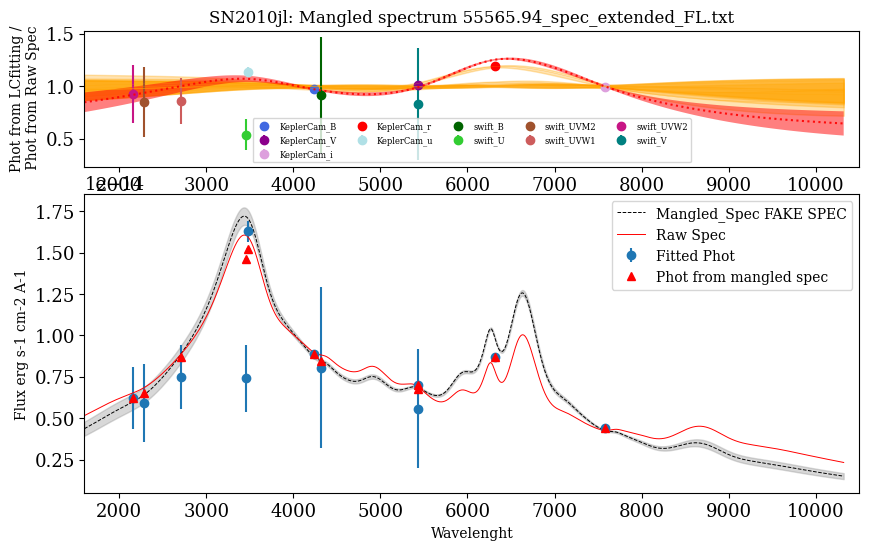 SN2010jl: Mangled spectrum 55565.94_spec_extended_FL.txt
Phot from LCfitting /
Phot from Raw Spec
1.5
1.0
0.5
KeplerCam_B KeplerCam_r swift_B swift_UVM2 swift_UVW2
KeplerCam_V KeplerCam_u swift_U swift_UVW1 swift_V
KeplerCam_i
2000 3000 4000 5000 6000 7000 8000 9000 10000
1e−14
Flux erg s-1 cm-2 A-1
1.75
1.50
1.25
1.00
0.75
0.50
0.25
Mangled_Spec FAKE SPEC
Raw Spec
Fitted Phot
Phot from mangled spec
2000 3000 4000 5000 6000 7000 8000 9000 10000
Wavelenght